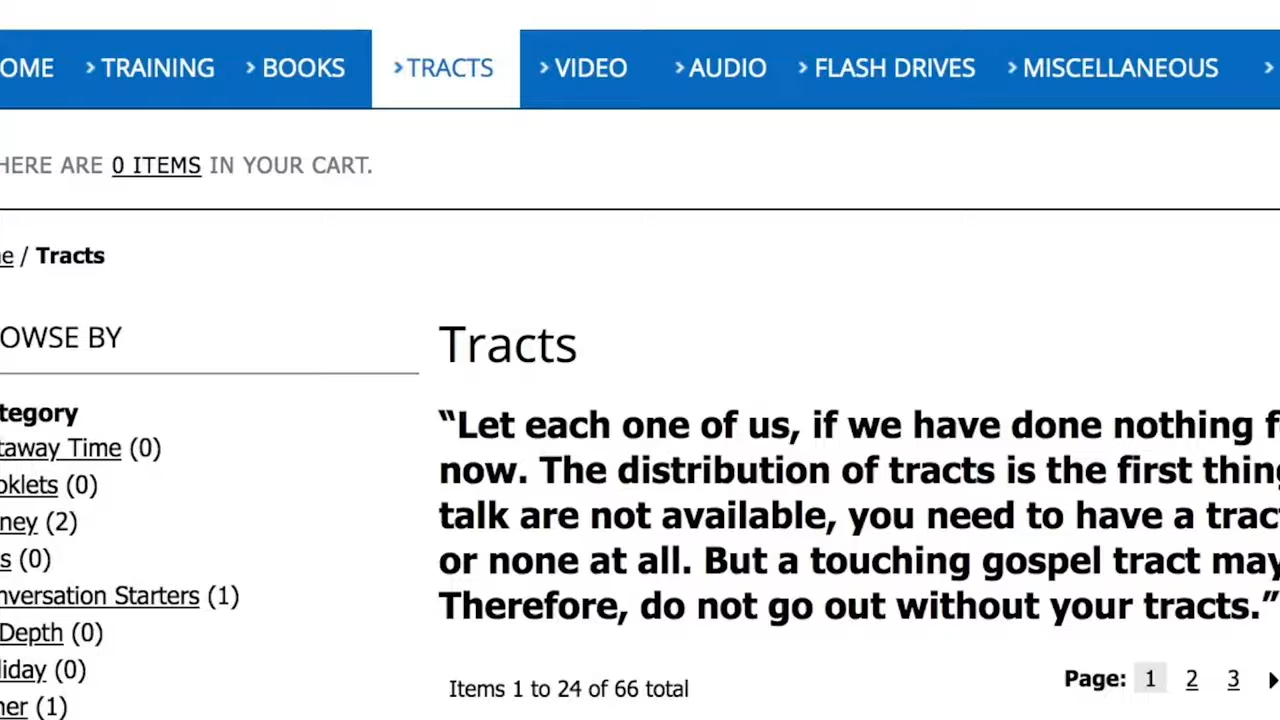 OME › TRAINING › BOOKS › TRACTS › VIDEO › AUDIO › FLASH DRIVES › MISCELLANEOUS ›
HERE ARE 0 ITEMS IN YOUR CART.
e / Tracts
OWSE BY
Tracts
tegory
taway Time (0)
oklets (0)
ney (2)
s (0)
nversation Starters (1)
Depth (0)
liday (0)
her (1)
“Let each one of us, if we have done nothing f
now. The distribution of tracts is the first thing
talk are not available, you need to have a tract
or none at all. But a touching gospel tract may
Therefore, do not go out without your tracts.”
Items 1 to 24 of 66 total
Page: 1 2 3